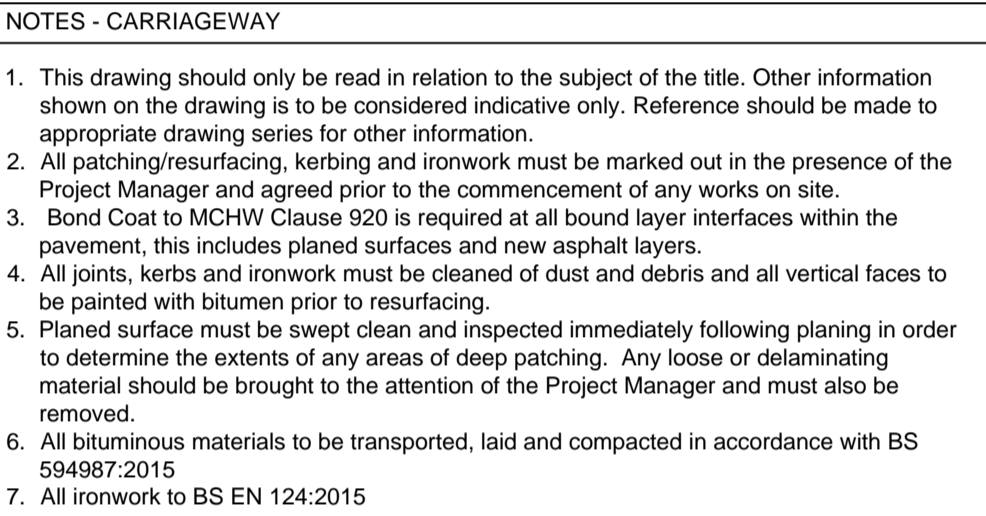 NOTES - CARRIAGEWAY
1. This drawing should only be read in relation to the subject of the title. Other information
shown on the drawing is to be considered indicative only. Reference should be made to
appropriate drawing series for other information.
2. All patching/resurfacing, kerbing and ironwork must be marked out in the presence of the
Project Manager and agreed prior to the commencement of any works on site.
3. Bond Coat to MCHW Clause 920 is required at all bound layer interfaces within the
pavement, this includes planed surfaces and new asphalt layers.
4. All joints, kerbs and ironwork must be cleaned of dust and debris and all vertical faces to
be painted with bitumen prior to resurfacing.
5. Planed surface must be swept clean and inspected immediately following planing in order
to determine the extents of any areas of deep patching. Any loose or delaminating
material should be brought to the attention of the Project Manager and must also be
removed.
6. All bituminous materials to be transported, laid and compacted in accordance with BS
594987:2015
7. All ironwork to BS EN 124:2015